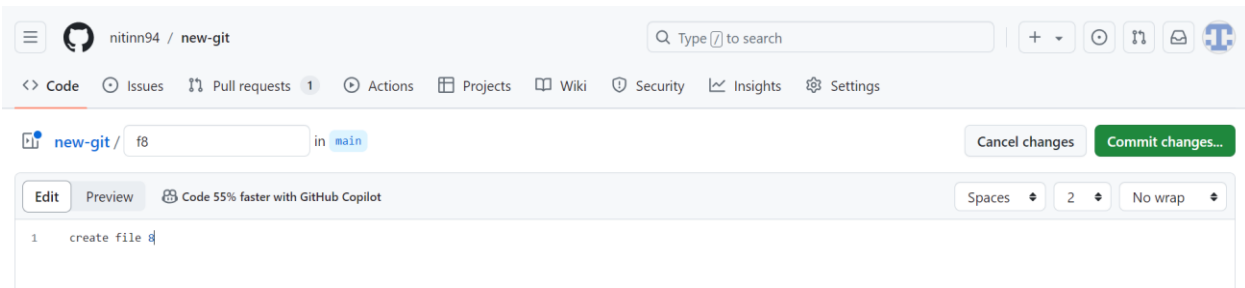 nitinn94 / new-git
Type / to search
<> Code Issues Pull requests 1 Actions Projects Wiki Security Insights Settings
new-git / f8 in main Cancel changes Commit changes...
Edit Preview Code 55% faster with GitHub Copilot Spaces 2 No wrap
1 create file 8